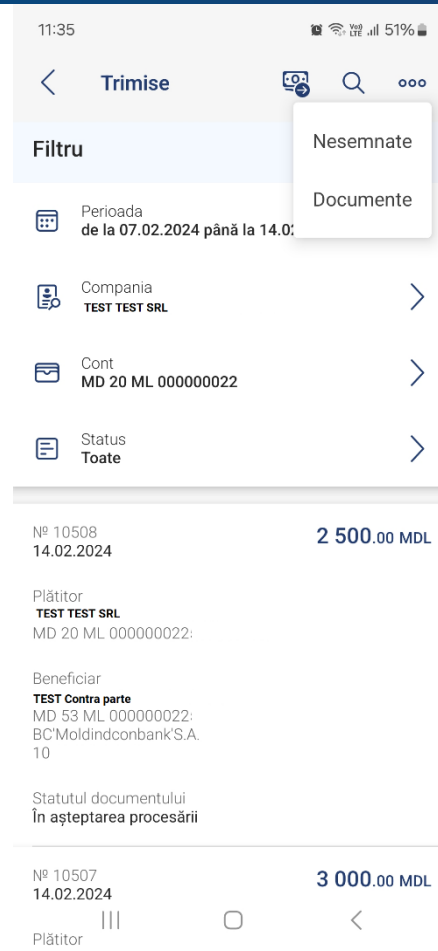 11:35
Vo)) LTE 51%
Trimise
Nesemnate
Filtru
Documente
Perioada
de la 07.02.2024 până la 14.02
Compania
TEST TEST SRL
Cont
MD 20 ML 000000022
Status
Toate
Nº 10508
2 500.00 MDL
14.02.2024
Plătitor
TEST TEST SRL
MD 20 ML 000000022
Beneficiar
TEST Contra parte
MD 53 ML 000000022
BC'Moldindconbank'S.A.
10
Statutul documentului
În așteptarea procesării
Nº 10507
3 000.00 MDL
14.02.2024
Plătitor